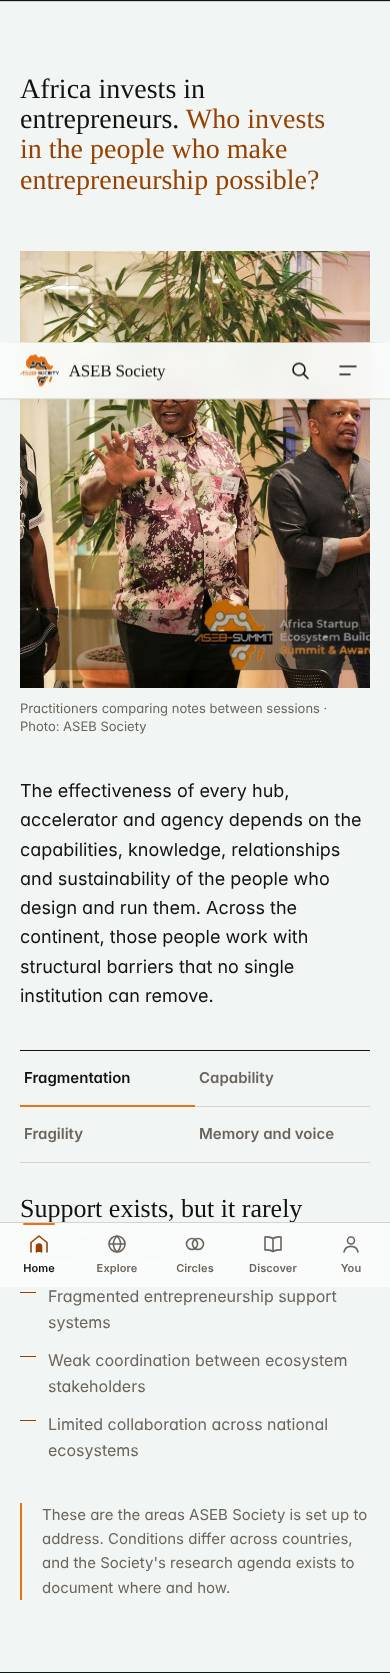 Africa invests in
entrepreneurs. Who invests
in the people who make
entrepreneurship possible?
ASEB SOCIETY
ASEB Society
ASEB-SUMMIT
Africa Startup
Ecosystem Build
Summit & Awar
Practitioners comparing notes between sessions ·
Photo: ASEB Society
The effectiveness of every hub,
accelerator and agency depends on the
capabilities, knowledge, relationships
and sustainability of the people who
design and run them. Across the
continent, those people work with
structural barriers that no single
institution can remove.
Fragmentation
Capability
Fragility
Memory and voice
Support exists, but it rarely
Home
Explore
Circles
Discover
You
Fragmented entrepreneurship support
systems
Weak coordination between ecosystem
stakeholders
Limited collaboration across national
ecosystems
These are the areas ASEB Society is set up to
address. Conditions differ across countries,
and the Society's research agenda exists to
document where and how.